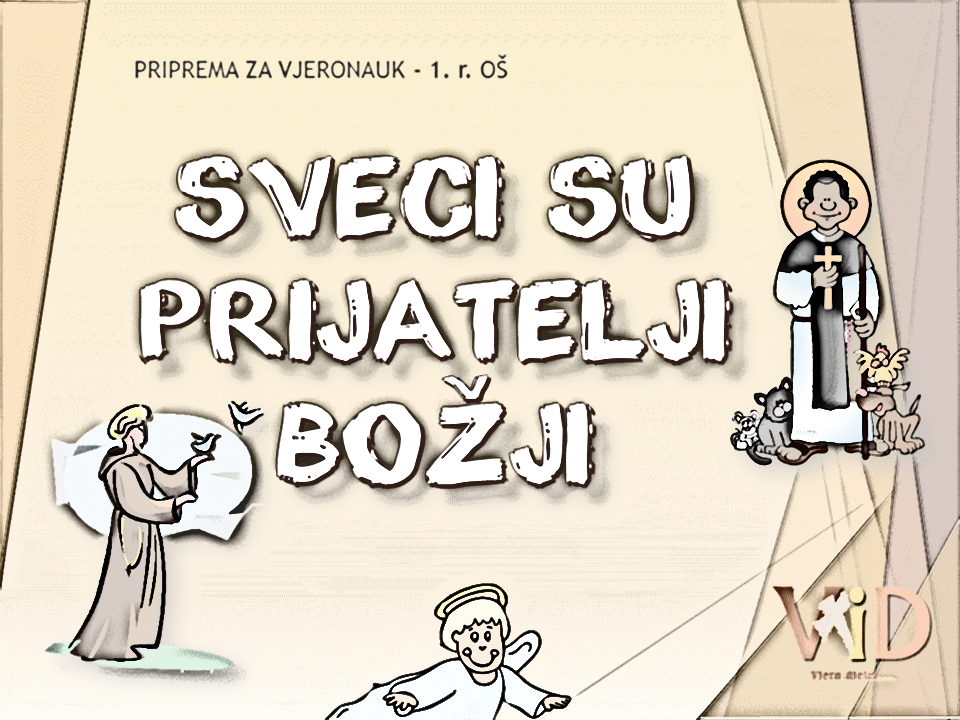 PRIPREMA ZA VJERONAUK - 1. r. OŠ
SVECI SU
PRIJATELJI
BOŽJI
ViD